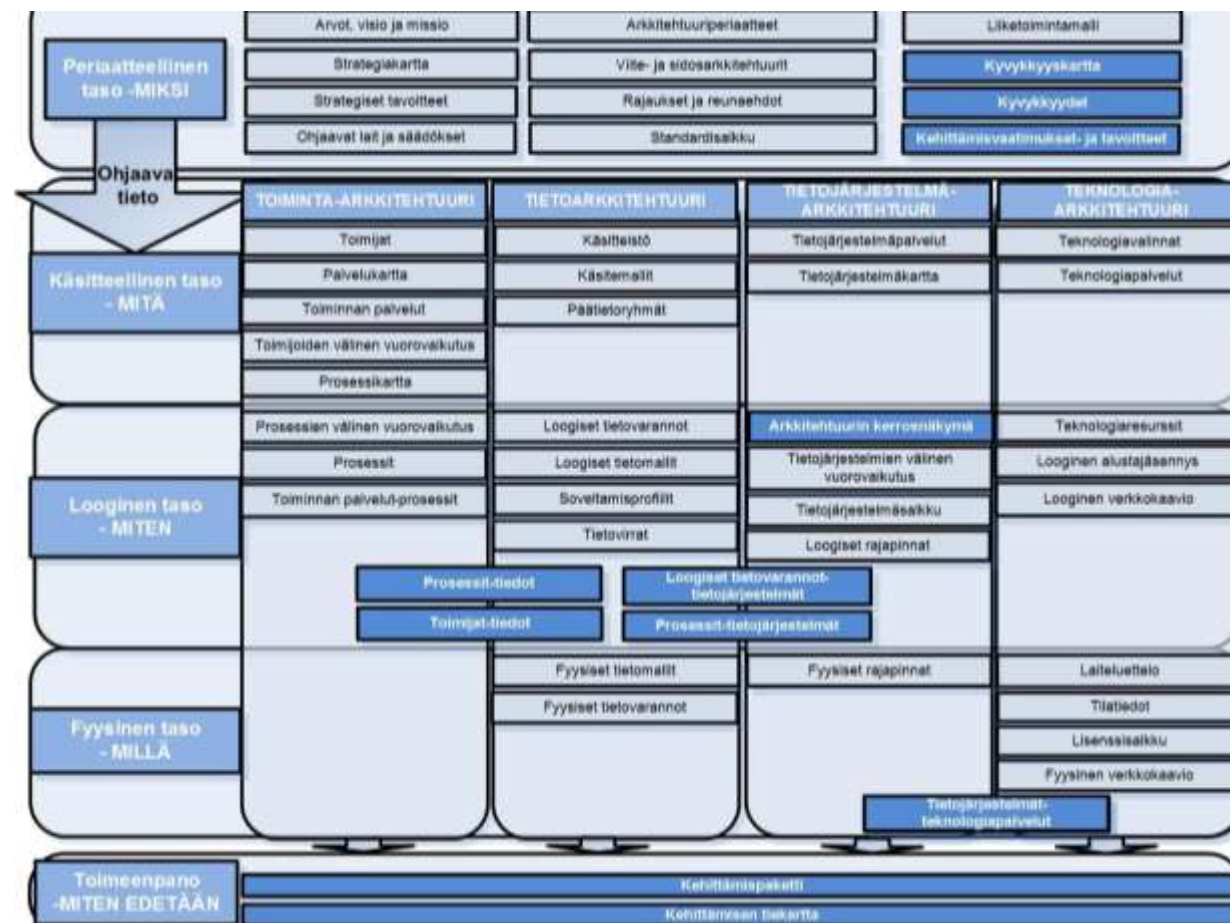 Arvot, visio ja missio
Arkkitehtuuriperiaatteet
Liiketoimintamalli
Periaatteellinen
taso -MIKSI
Strategiakartta
Viite- ja sidosarkkitehtuurit
Kyvykkyyskartta
Strategiset tavoitteet
Rajaukset ja reunaehdot
Kyvykkyydet
Ohjaavat lait ja säädökset
Standardisalkku
Kehittämisvaatimukset- ja tavoitteet
Ohjaava
tieto
TOIMINTA-ARKKITEHTUURI
TIETOARKKITEHTUURI
TIETOJÄRJESTELMÄ-
ARKKITEHTUURI
TEKNOLOGIA-
ARKKITEHTUURI
Käsitteellinen taso
- MITÄ
Toimijat
Käsitteistö
Tietojärjestelmäpalvelut
Teknologiavalinnat
Palvelukartta
Käsitemallit
Tietojärjestelmäkartta
Teknologiapalvelut
Toiminnan palvelut
Päätietoryhmät
Toimijoiden välinen vuorovaikutus
Prosessikartta
Looginen taso
- MITEN
Prosessien välinen vuorovaikutus
Loogiset tietovarannot
Arkkitehtuurin kerrosnäkymä
Teknologiaresurssit
Prosessit
Loogiset tietomallit
Tietojärjestelmien välinen
vuorovaikutus
Looginen alustajäsennys
Toiminnan palvelut-prosessit
Soveltamisprofiilit
Tietojärjestelmäsalkku
Looginen verkkokaavio
Tietovirrat
Loogiset rajapinnat
Prosessit-tiedot
Loogiset tietovarannot-
tietojärjestelmät
Toimijat-tiedot
Prosessit-tietojärjestelmät
Fyysinen taso
- MILLÄ
Fyysiset tietomallit
Fyysiset rajapinnat
Laiteluettelo
Fyysiset tietovarannot
Tilatiedot
Lisenssisalkku
Fyysinen verkkokaavio
Tietojärjestelmät-
teknologiapalvelut
Toimeenpano
-MITEN EDETÄÄN
Kehittämispaketti
Kehittämisen tiekartta